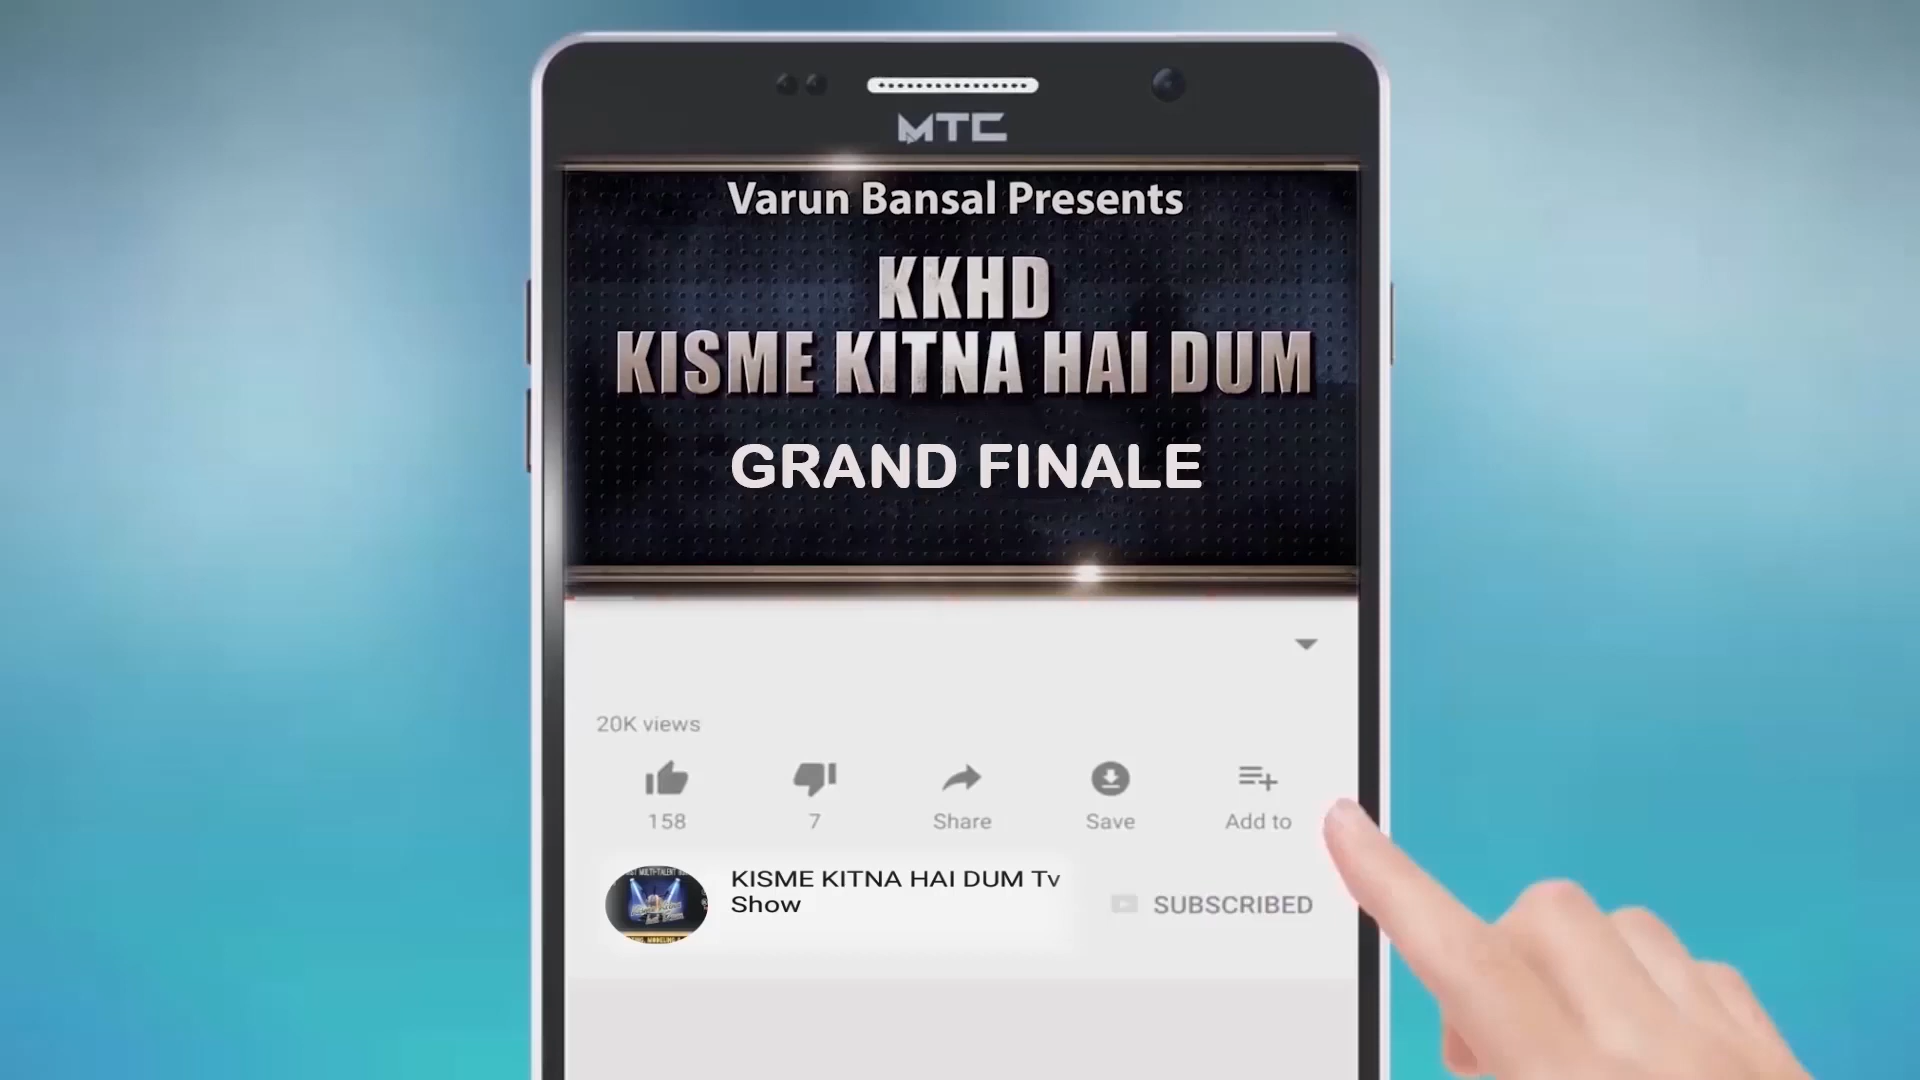 MTC
Varun Bansal Presents
KKHD
KISME KITNA HAI DUM
GRAND FINALE
20K views
158
7
Share
Save
Add to
KISME KITNA HAI DUM Tv
Show
SUBSCRIBED